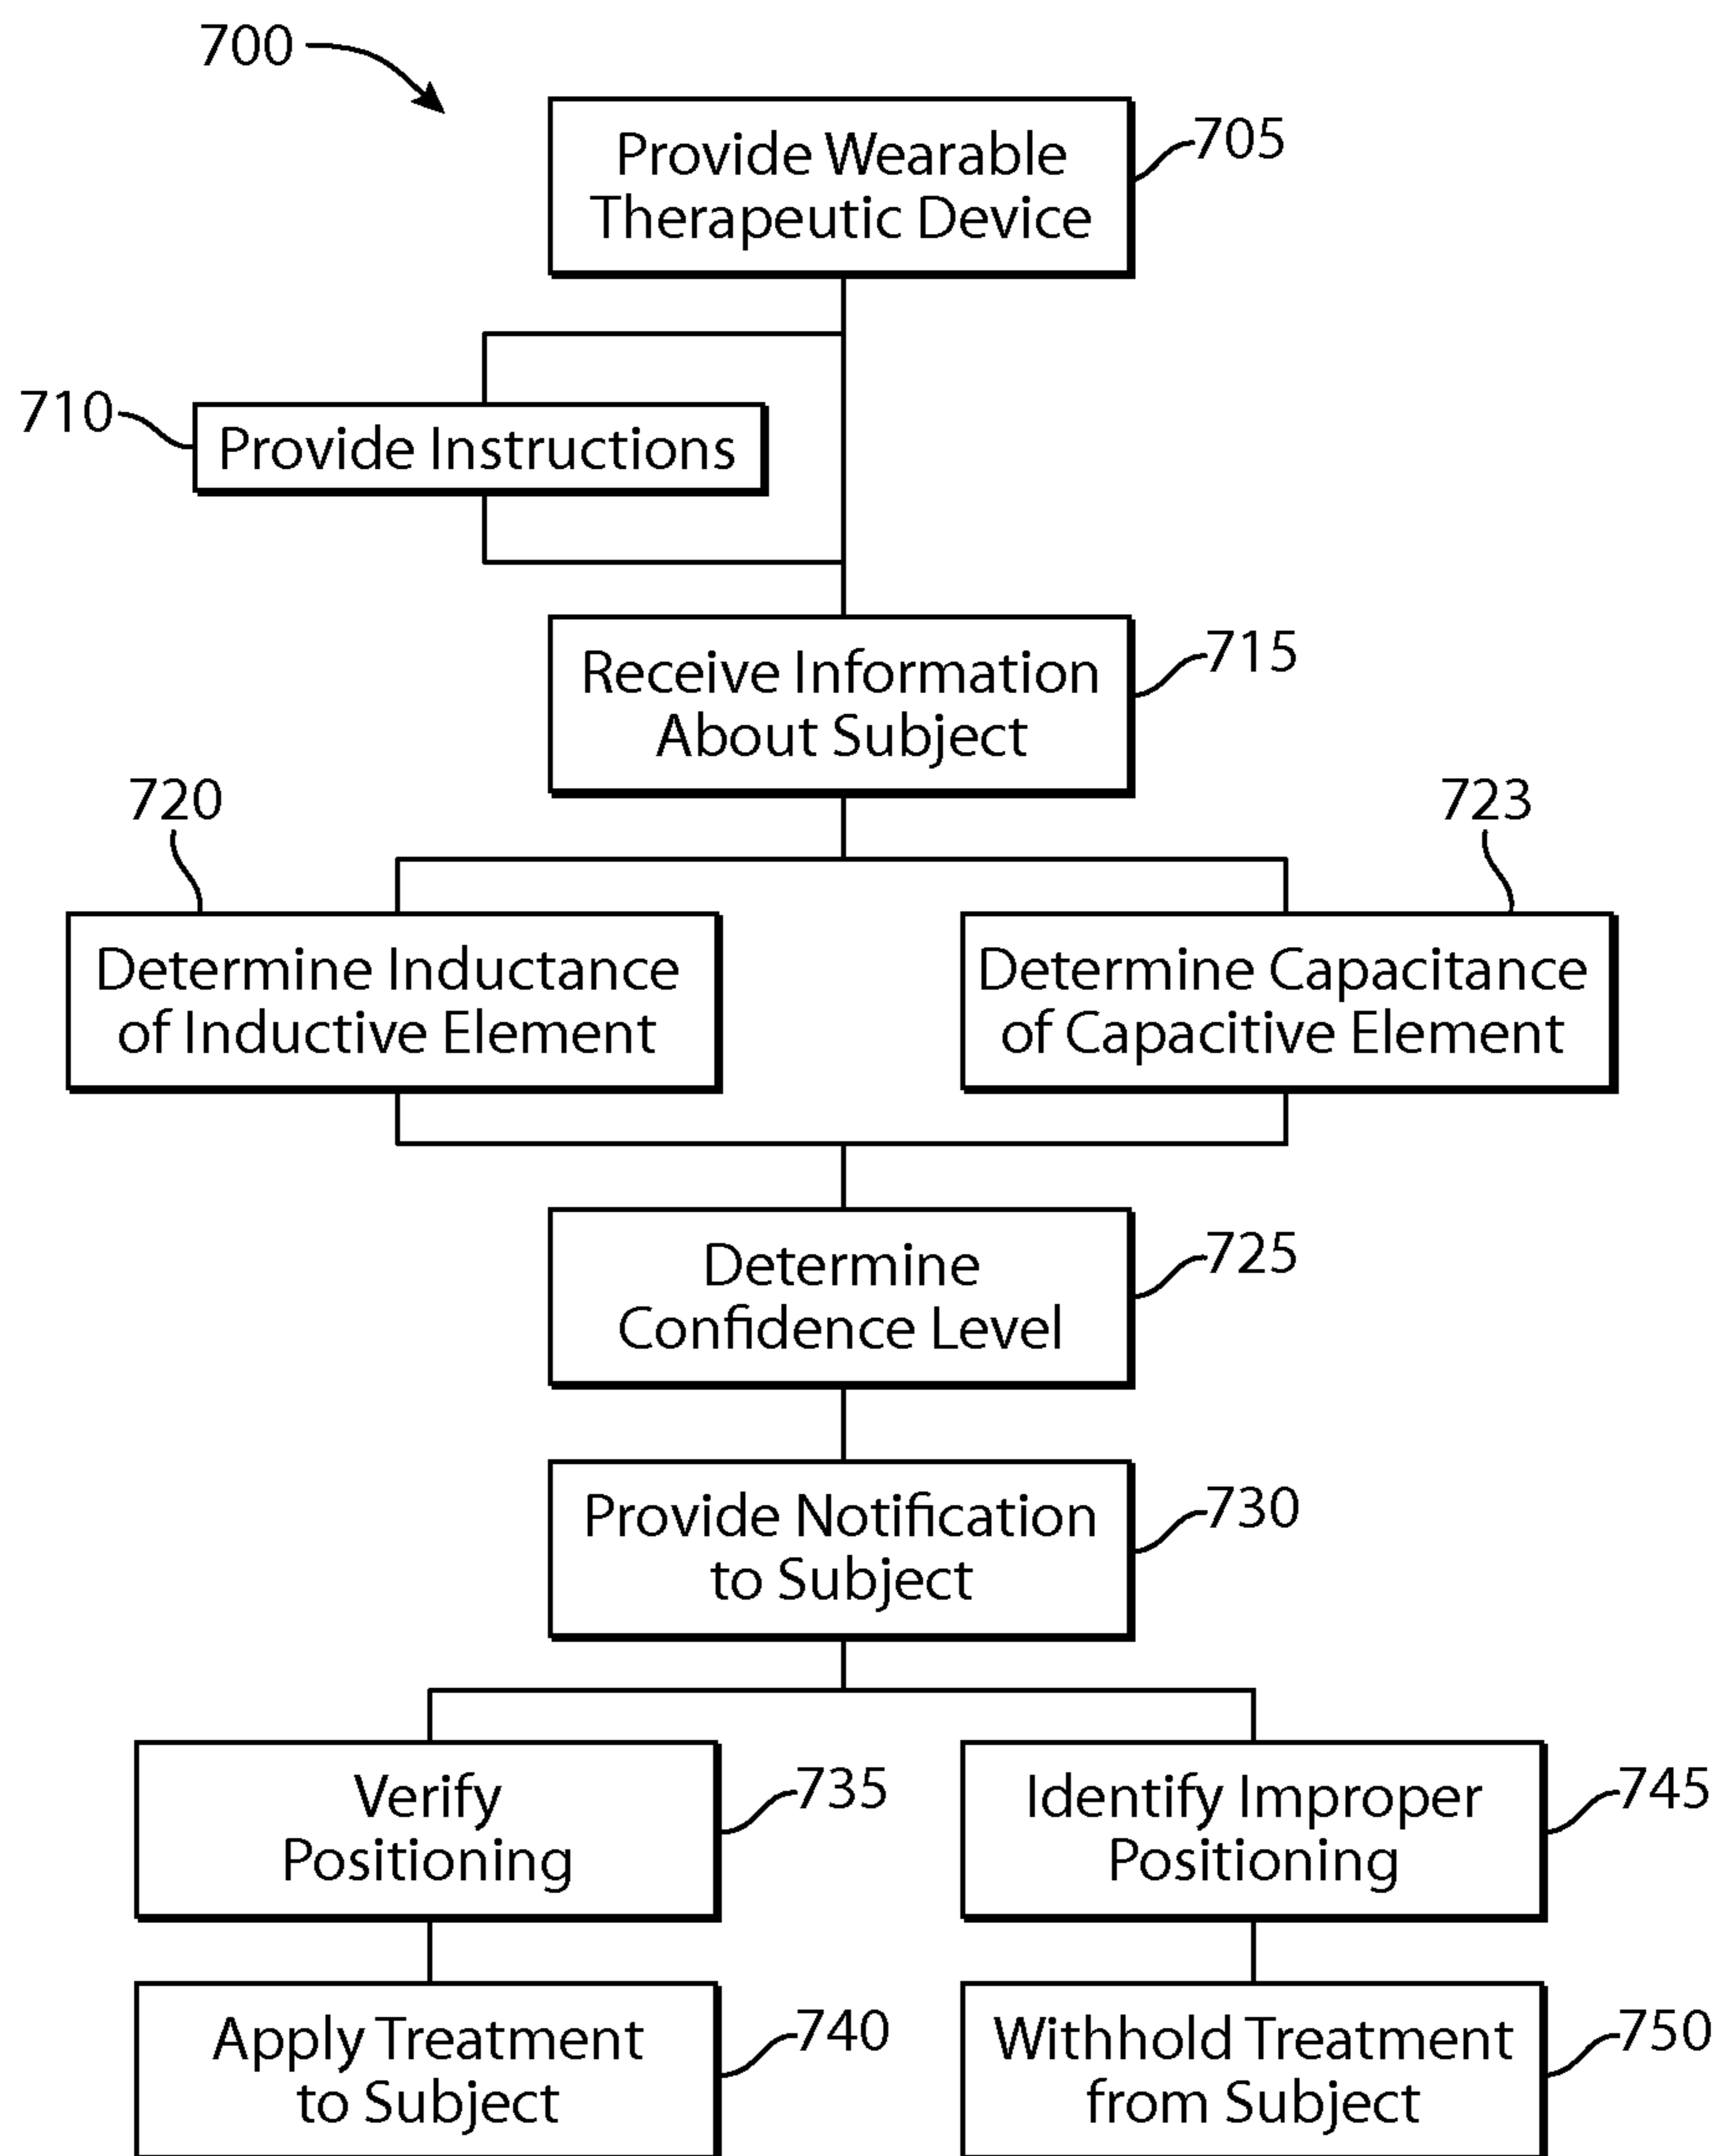 700
Provide Wearable
Therapeutic Device
705
710
Provide Instructions
Receive Information
About Subject
715
720
723
Determine Inductance
of Inductive Element
Determine Capacitance
of Capacitive Element
Determine
Confidence Level
725
Provide Notification
to Subject
730
Verify
Positioning
735
Identify Improper
Positioning
745
Apply Treatment
to Subject
740
Withhold Treatment
from Subject
750